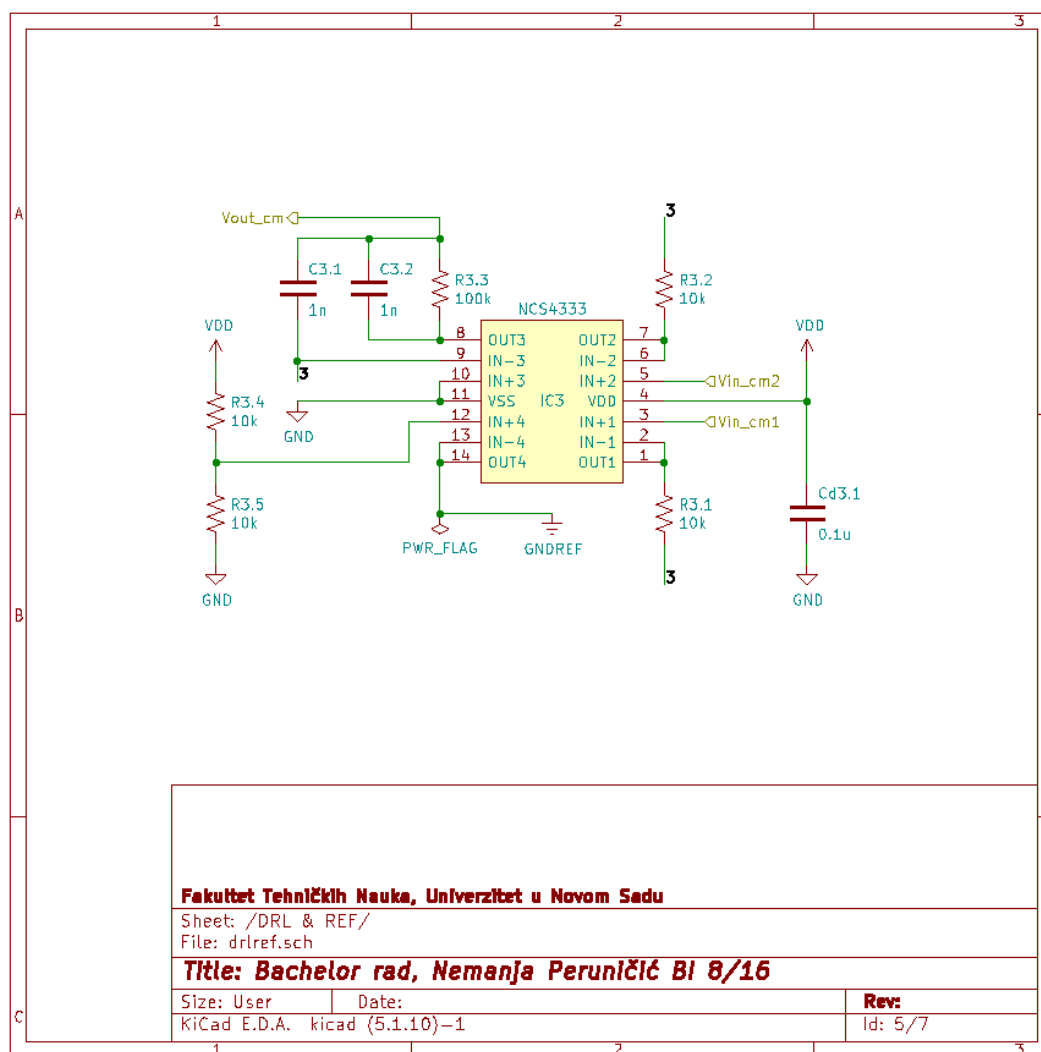 1 2 3
A
Vout_cm
3
C3.1 C3.2
R3.3
100k
R3.2
10k
1n 1n
NCS4333
VDD
VDD
8 OUT3 OUT2 7
9 IN-3 IN-2 6
3
10 IN+3 IN+2 5 Vin_cm2
11 VSS IC3 VDD 4
12 IN+4 IN+1 3 Vin_cm1
13 IN-4 IN-1 2
14 OUT4 OUT1 1
R3.4
10k
GND
R3.5
10k
R3.1
10k
Cd3.1
0.1u
PWR_FLAG GNDREF
3
GND
GND
B
Fakultet Tehničkih Nauka, Univerzitet u Novom Sadu
Sheet: /DRL & REF/
File: drlref.sch
Title: Bachelor rad, Nemanja Peruničić BI 8/16
Size: User Date: Rev:
KiCad E.D.A. kicad (5.1.10)-1 Id: 5/7
C
1 2 3